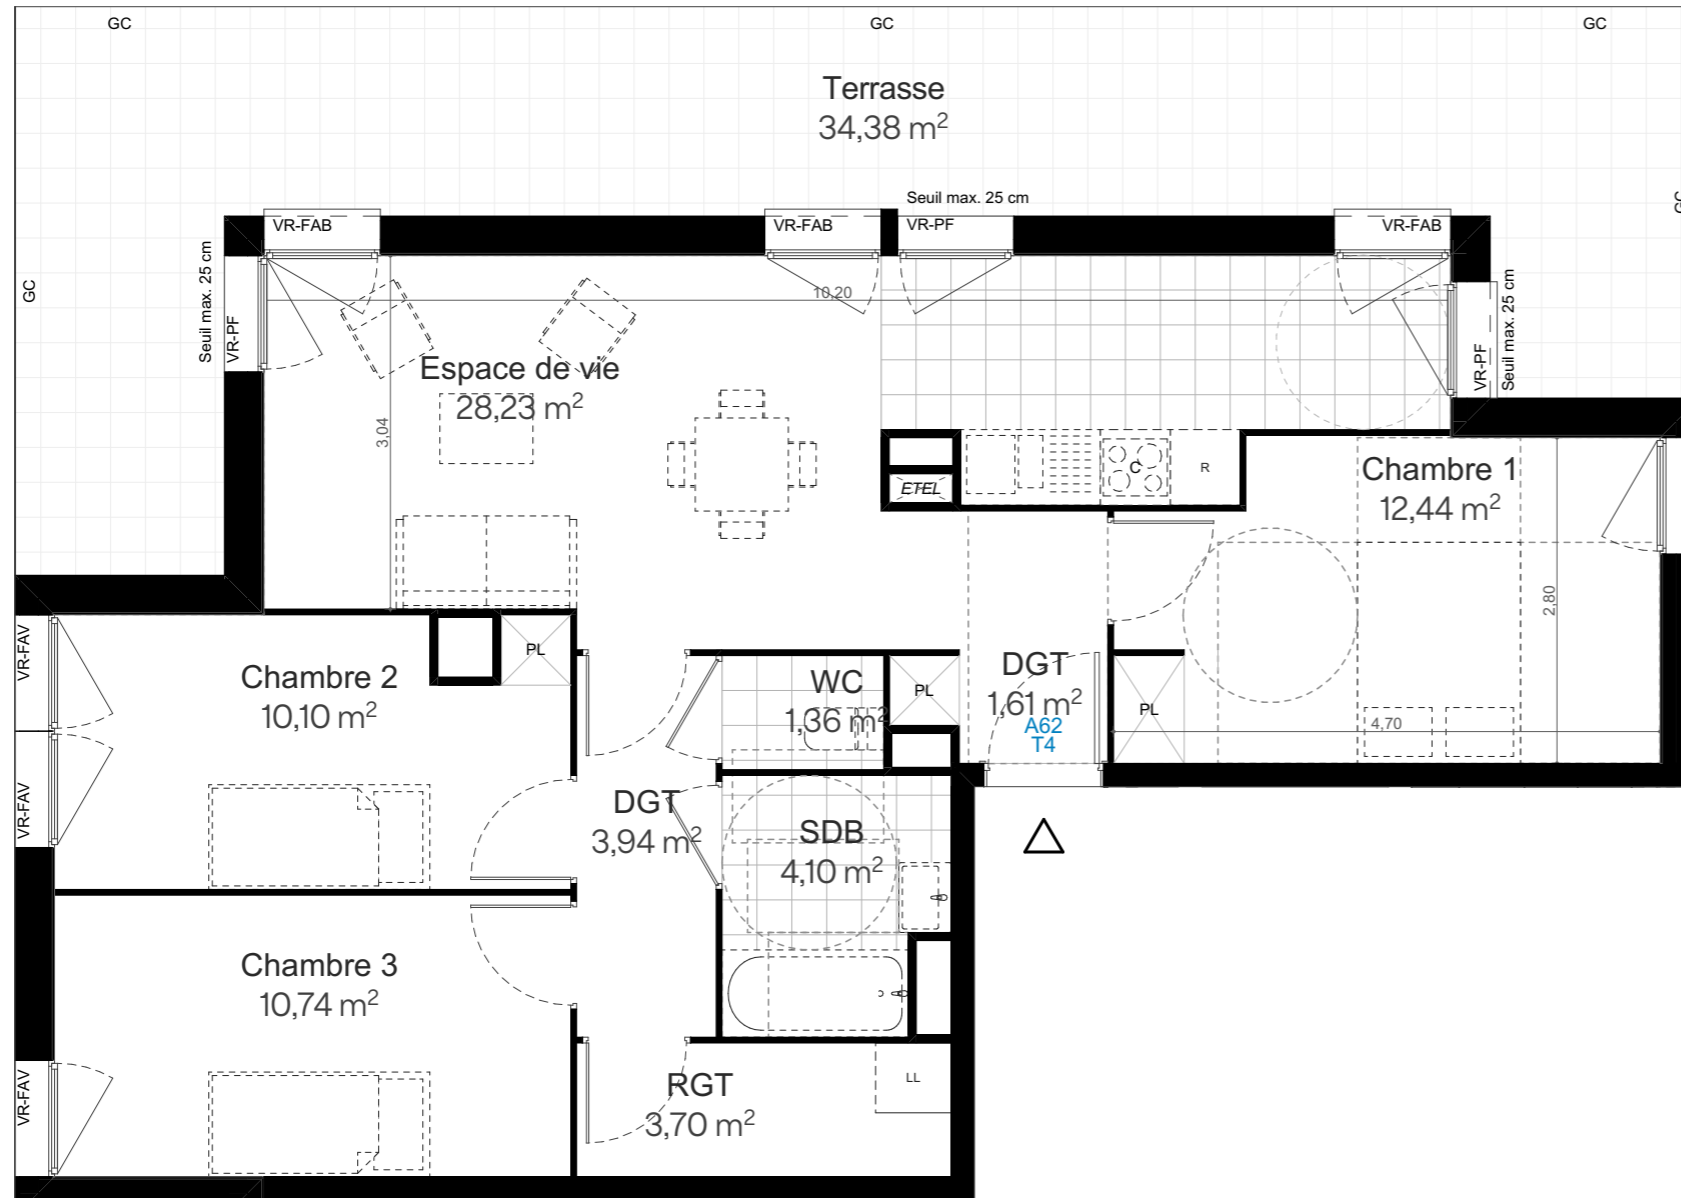 GC
GC
GC
Terrasse
34,38 m²
GC
GC
Seuil max. 25 cm
VR-FAB
VR-FAB
VR-PF
VR-FAB
Seuil max. 25 cm
VR-PF
10,20
VR-PF
Seuil max. 25 cm
Espace de vie
28,23 m²
3,04
ETEL
C
R
Chambre 1
12,44 m²
2,80
4,70
PL
VR-FAV
Chambre 2
10,10 m²
PL
WC
1,36 m²
PL
DGT
1,61 m²
A62
T4
VR-FAV
DGT
3,94 m²
SDB
4,10 m²
Chambre 3
10,74 m²
VR-FAV
RGT
3,70 m²
LL